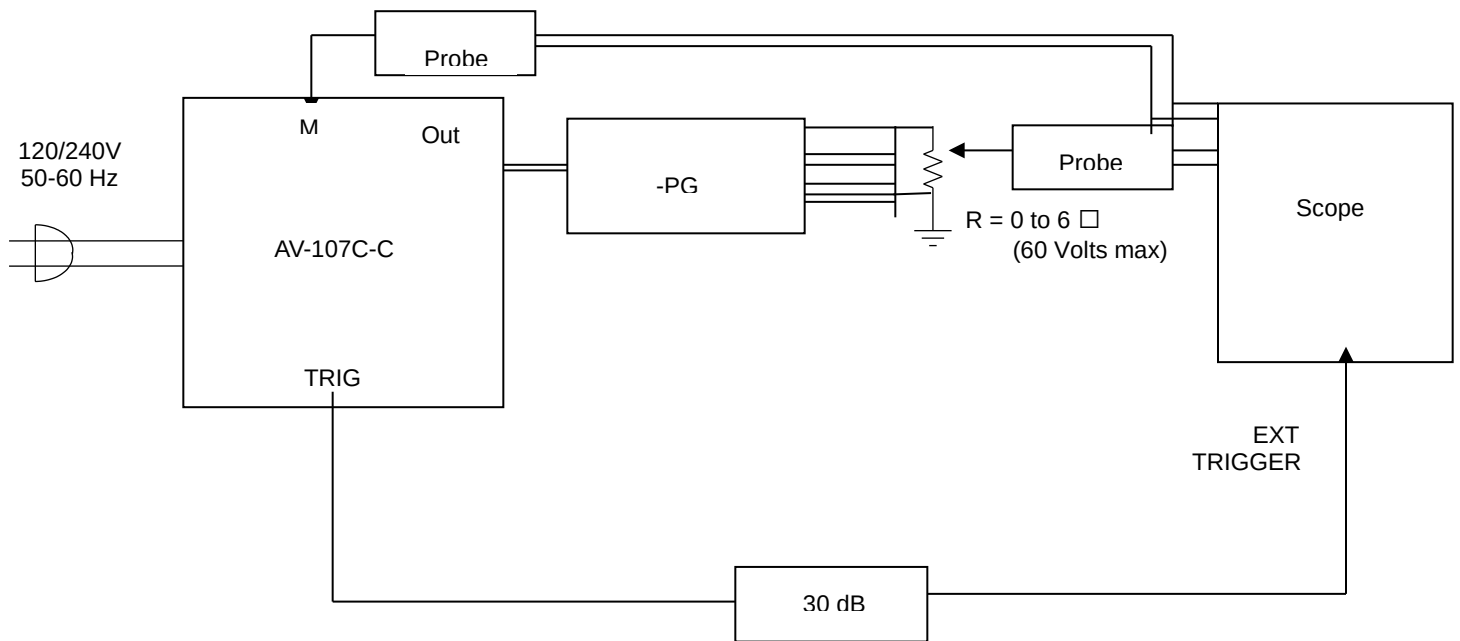 Probe
M
Out
120/240V
50-60 Hz
-PG
Probe
Scope
R = 0 to 6 □
(60 Volts max)
AV-107C-C
TRIG
EXT
TRIGGER
30 dB